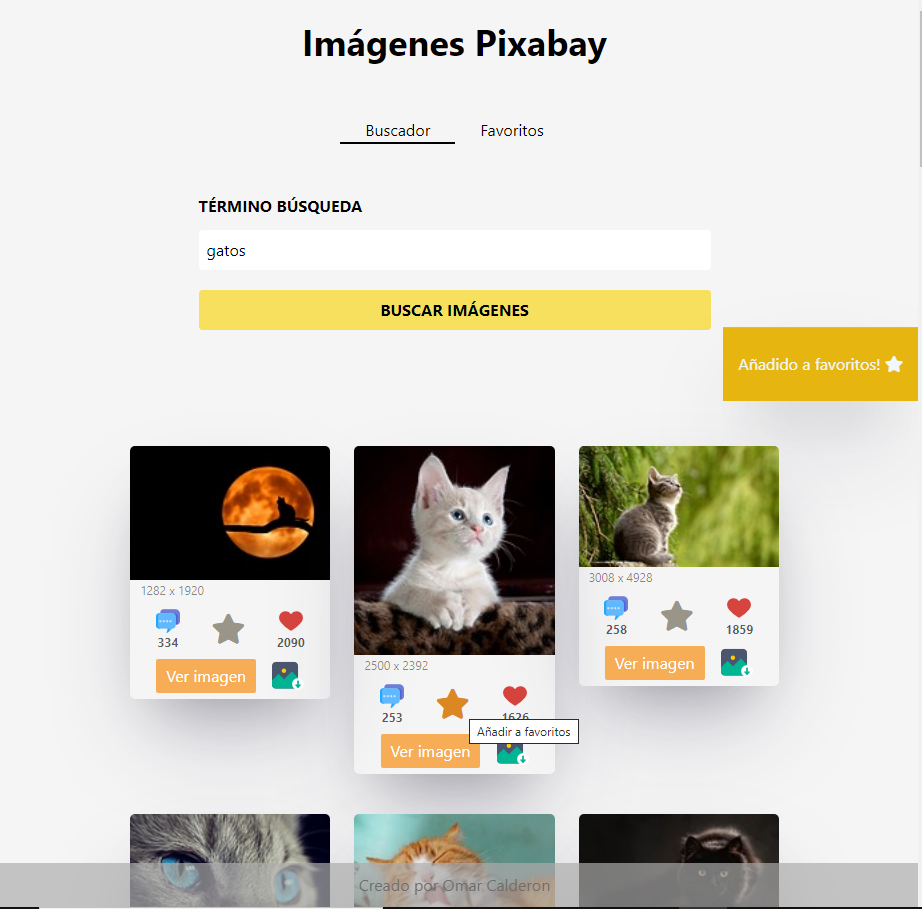 Imágenes Pixabay
Buscador Favoritos
TÉRMINO BÚSQUEDA
gatos
BUSCAR IMÁGENES
Añadido a favoritos!
1282 x 1920
334 2090
Ver imagen
2500 x 2392
253 1626
Añadir a favoritos
Ver imagen
3008 x 4928
258 1859
Ver imagen
Creado por Omar Calderon